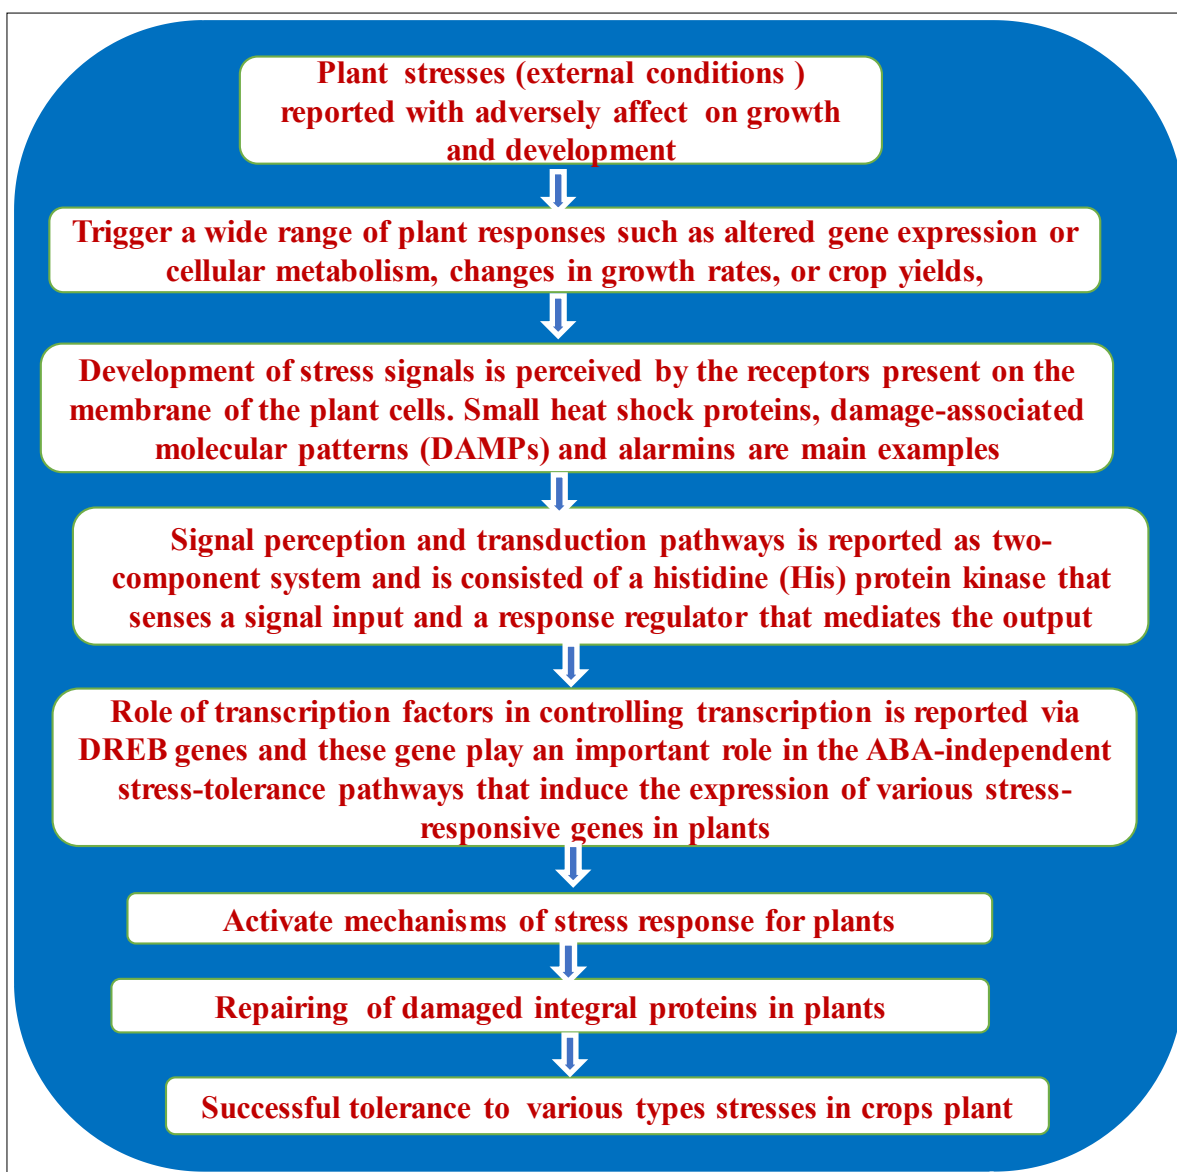 Plant stresses (external conditions )
reported with adversely affect on growth
and development
Trigger a wide range of plant responses such as altered gene expression or
cellular metabolism, changes in growth rates, or crop yields,
Development of stress signals is perceived by the receptors present on the
membrane of the plant cells. Small heat shock proteins, damage-associated
molecular patterns (DAMPs) and alarmins are main examples
Signal perception and transduction pathways is reported as two-
component system and is consisted of a histidine (His) protein kinase that
senses a signal input and a response regulator that mediates the output
Role of transcription factors in controlling transcription is reported via
DREB genes and these gene play an important role in the ABA-independent
stress-tolerance pathways that induce the expression of various stress-
responsive genes in plants
Activate mechanisms of stress response for plants
Repairing of damaged integral proteins in plants
Successful tolerance to various types stresses in crops plant